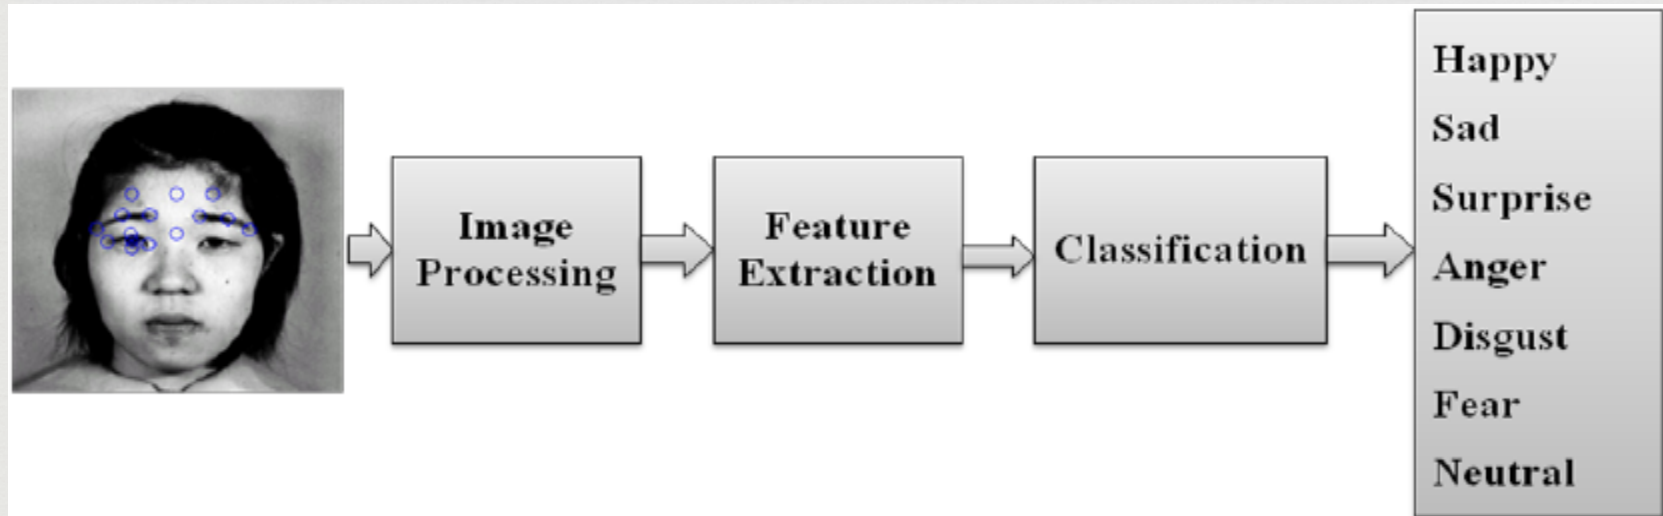 Image
Processing
Feature
Extraction
Classification
Happy
Sad
Surprise
Anger
Disgust
Fear
Neutral